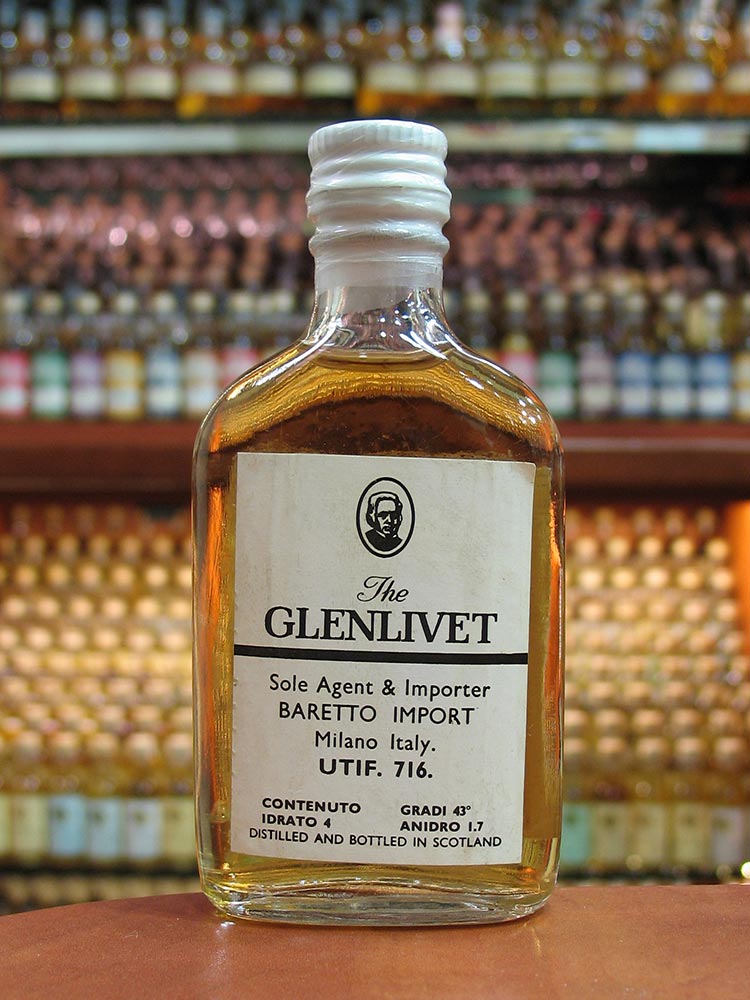 The
GLENLIVET
Sole Agent & Importer
BARETTO IMPORT
Milano Italy.
UTIF. 716.
CONTENUTO GRADI 43°
IDRATO 4 ANIDRO 1.7
DISTILLED AND BOTTLED IN SCOTLAND